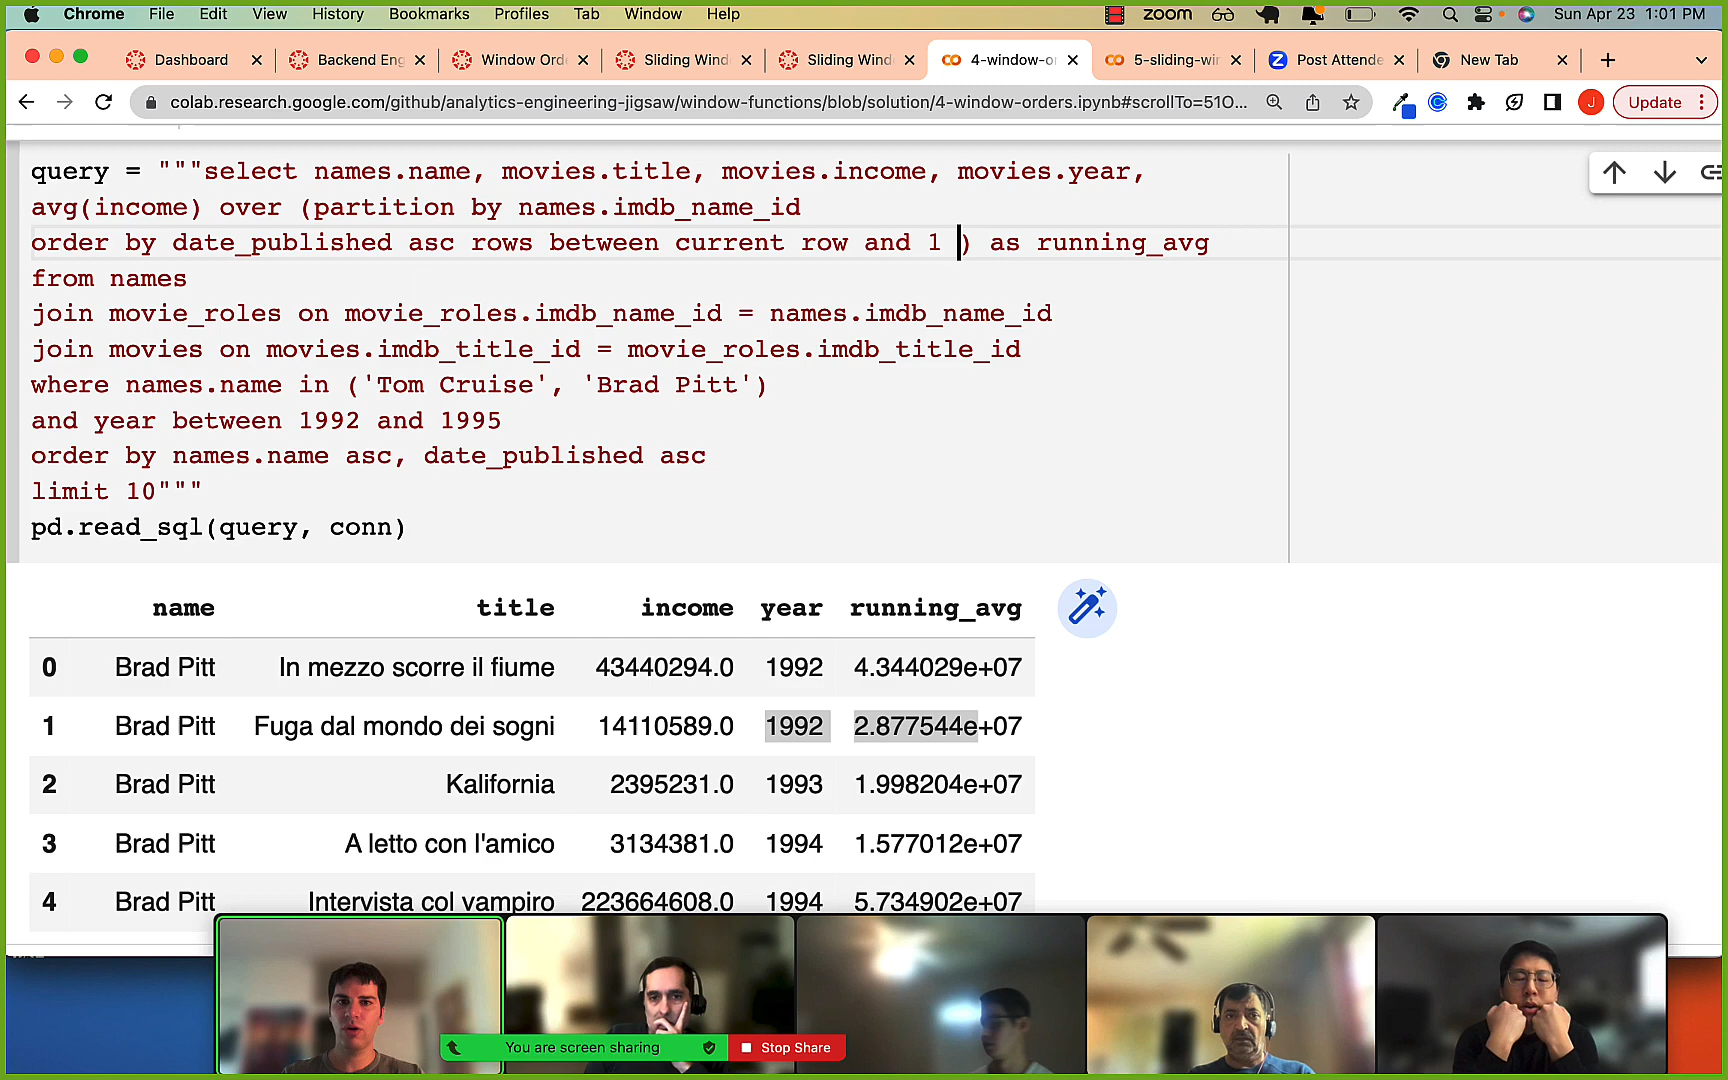 Chrome File Edit View History Bookmarks Profiles Tab Window Help zoom Sun Apr 23 1:01 PM
Dashboard Backend Eng Window Ord Sliding Wind Sliding Wind 4-window-or 5-sliding-wir Post Attende New Tab
colab.research.google.com/github/analytics-engineering-jigsaw/window-functions/blob/solution/4-window-orders.ipynb#scrollTo=51O... J Update
query = """select names.name, movies.title, movies.income, movies.year,
avg(income) over (partition by names.imdb_name_id
order by date_published asc rows between current row and 1 ) as running_avg
from names
join movie_roles on movie_roles.imdb_name_id = names.imdb_name_id
join movies on movies.imdb_title_id = movie_roles.imdb_title_id
where names.name in ('Tom Cruise', 'Brad Pitt')
and year between 1992 and 1995
order by names.name asc, date_published asc
limit 10"""
pd.read_sql(query, conn)
name title income year running_avg
0 Brad Pitt In mezzo scorre il fiume 43440294.0 1992 4.344029e+07
1 Brad Pitt Fuga dal mondo dei sogni 14110589.0 1992 2.877544e+07
2 Brad Pitt Kalifornia 2395231.0 1993 1.998204e+07
3 Brad Pitt A letto con l'amico 3134381.0 1994 1.577012e+07
4 Brad Pitt Intervista col vampiro 223664608.0 1994 5.734902e+07
You are screen sharing Stop Share